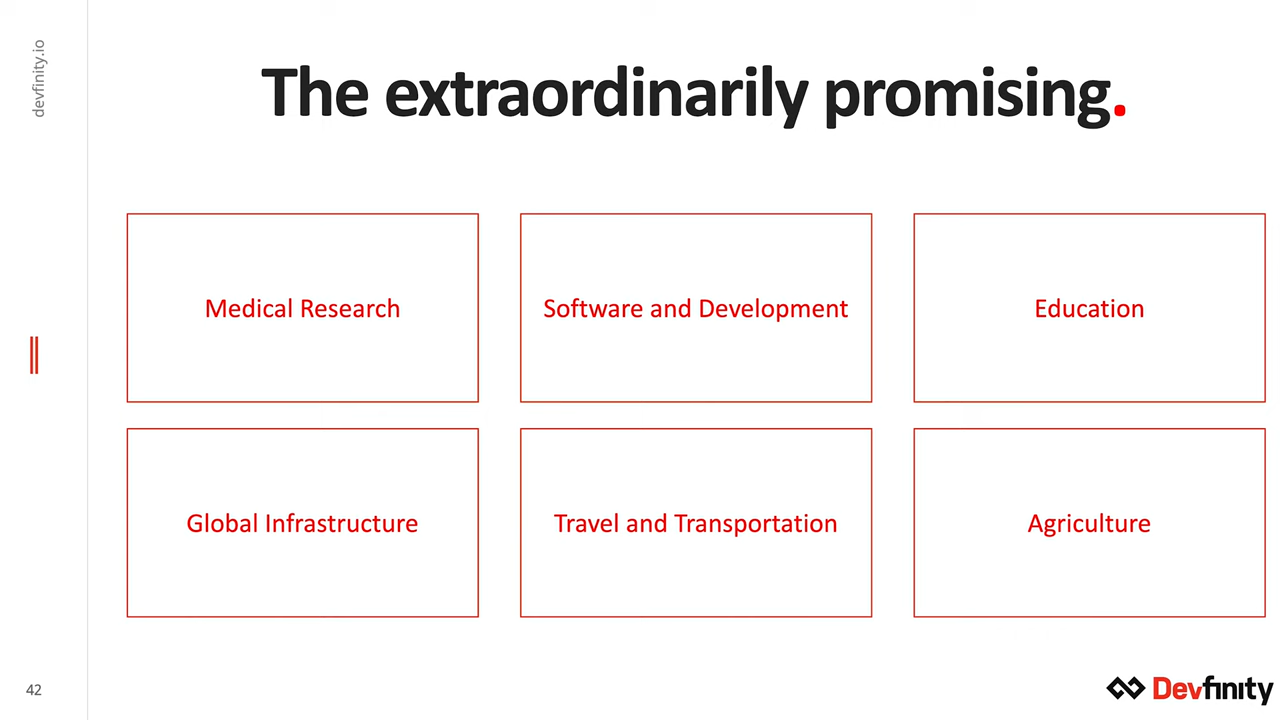 devfinity.io
The extraordinarily promising.
Medical Research
Software and Development
Education
Global Infrastructure
Travel and Transportation
Agriculture
42
Devfinity